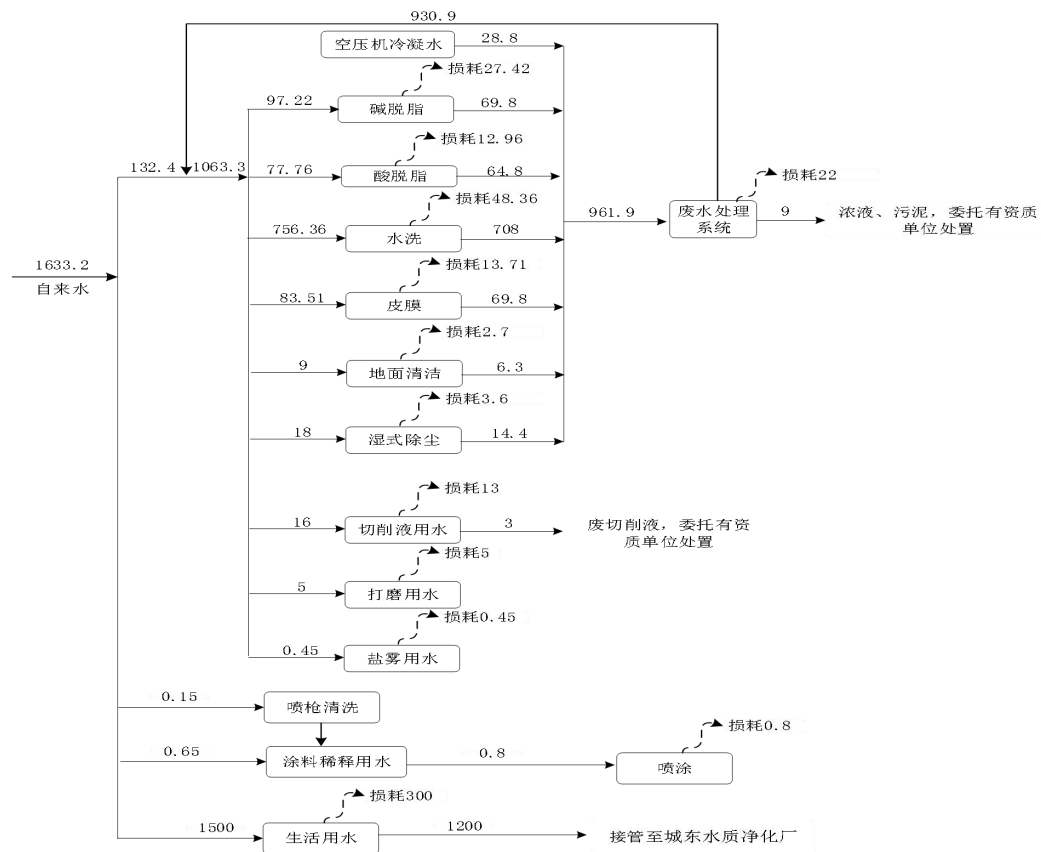 930.9
空压机冷凝水
28.8
损耗27.42
97.22
碱脱脂
69.8
损耗12.96
132.4
1063.3
77.76
酸脱脂
64.8
损耗48.36
756.36
水洗
708
961.9
废水处理
系统
损耗22
9
浓液、污泥，委托有资质
单位处置
1633.2
自来水
损耗13.71
83.51
皮膜
69.8
损耗2.7
9
地面清洁
6.3
损耗3.6
18
湿式除尘
14.4
损耗13
16
切削液用水
3
废切削液，委托有资
质单位处置
损耗5
5
打磨用水
损耗0.45
0.45
盐雾用水
0.15
喷枪清洗
0.65
涂料稀释用水
0.8
喷涂
损耗0.8
损耗300
1500
生活用水
1200
接管至城东水质净化厂